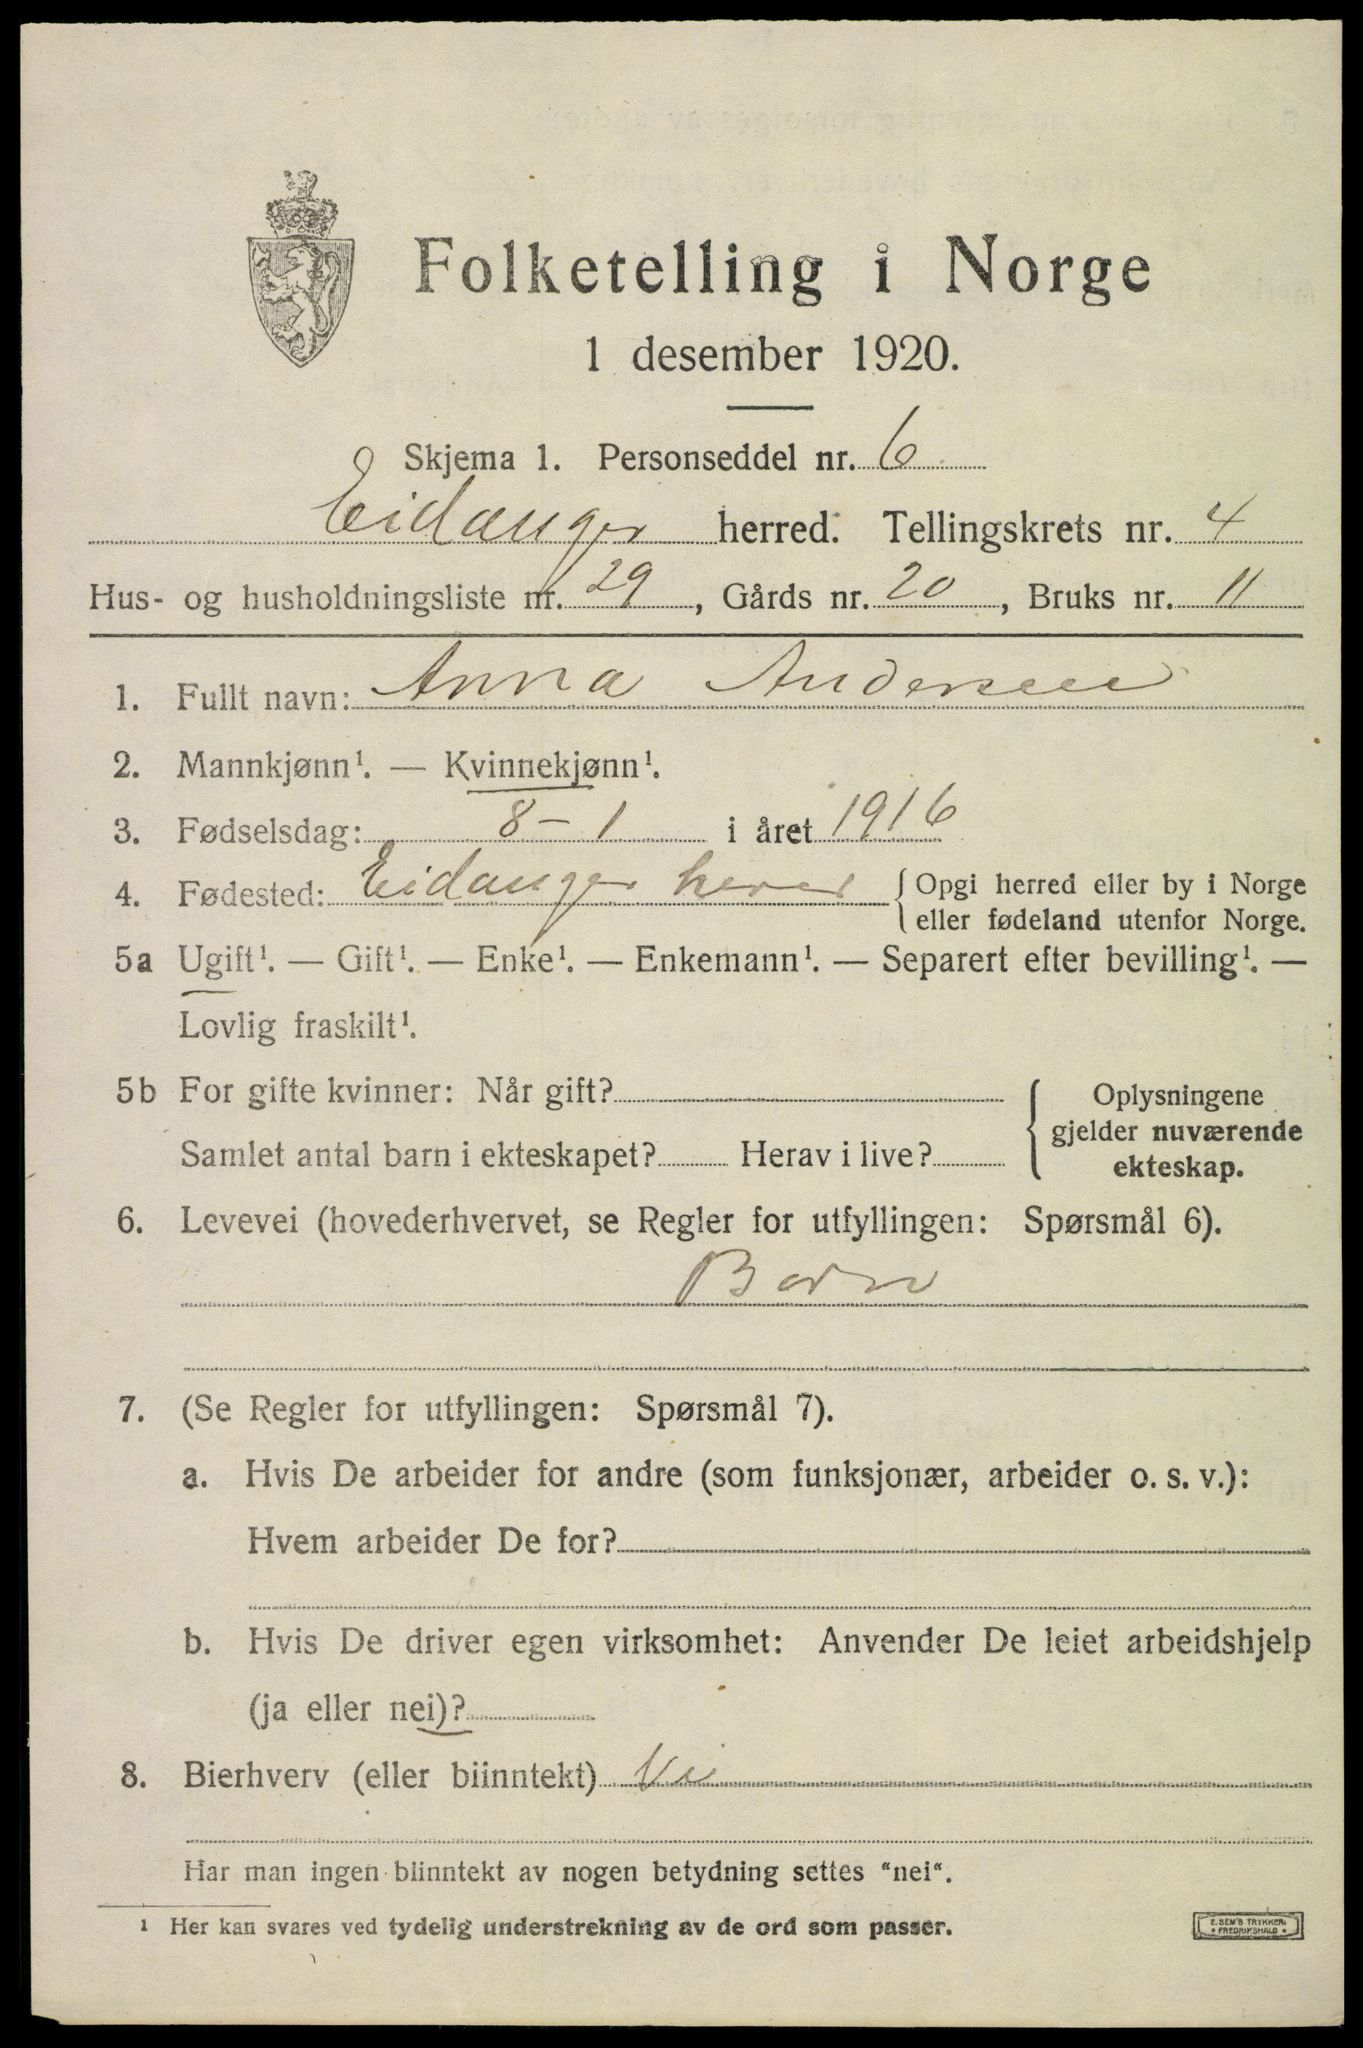 Folketelling i Norge
1 desember 1920.
Skjema 1. Personseddel nr. 6
Eidanger herred. Tellingskrets nr. 4
Hus- og husholdningsliste nr. 29, Gårds nr. 20, Bruks nr. 11
1. Fullt navn: Anna Andersen
2. Mannkjønn¹. — Kvinnekjønn¹.
3. Fødselsdag: 8 – 1 i året 1916
4. Fødested: Eidanger herred { Opgi herred eller by i Norge
eller fødeland utenfor Norge.
5a Ugift¹. — Gift¹. — Enke¹. — Enkemann¹. — Separert efter bevilling¹. —
Lovlig fraskilt¹.
5b For gifte kvinner: Når gift?
Samlet antal barn i ekteskapet? Herav i live?
Oplysningene
gjelder nuværende
ekteskap.
6. Levevei (hovederhvervet, se Regler for utfyllingen: Spørsmål 6).
Barn
7. (Se Regler for utfyllingen: Spørsmål 7).
a. Hvis De arbeider for andre (som funksjonær, arbeider o. s. v.):
Hvem arbeider De for?
b. Hvis De driver egen virksomhet: Anvender De leiet arbeidshjelp
(ja eller nei)?
8. Bierhverv (eller biinntekt)
Har man ingen biinntekt av nogen betydning settes "nei".
¹ Her kan svares ved tydelig understrekning av de ord som passer.
E. SEM'S TRYKKERI
FREDRIKSHALD